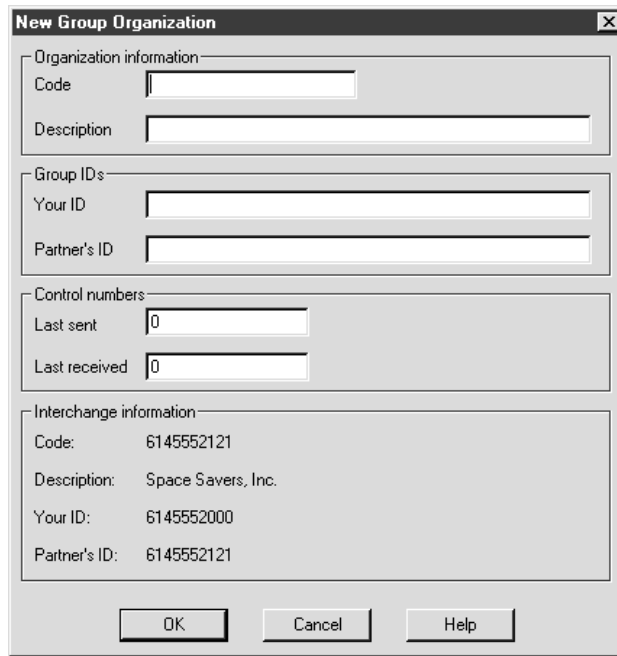 New Group Organization
Organization information
Code
Description
Group IDs
Your ID
Partner's ID
Control numbers
Last sent 0
Last received 0
Interchange information
Code: 6145552121
Description: Space Savers, Inc.
Your ID: 6145552000
Partner's ID: 6145552121
OK Cancel Help